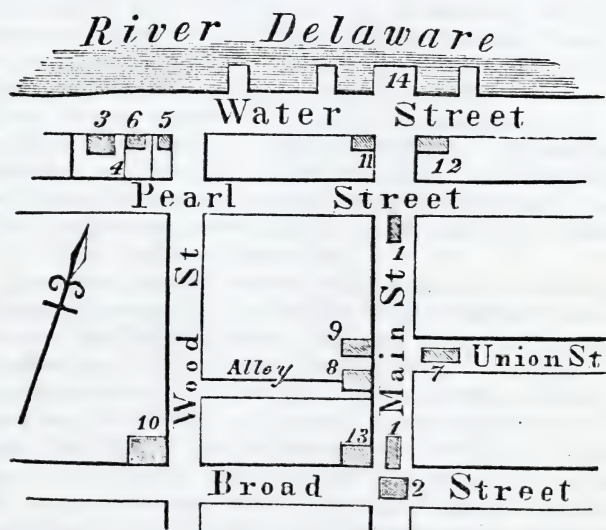 River Delaware
14
Water Street
3 6 5
4
11
12
Pearl Street
1
Wood St
Main St
9
8
Alley
7
Union St
10
13
1
2
Broad Street